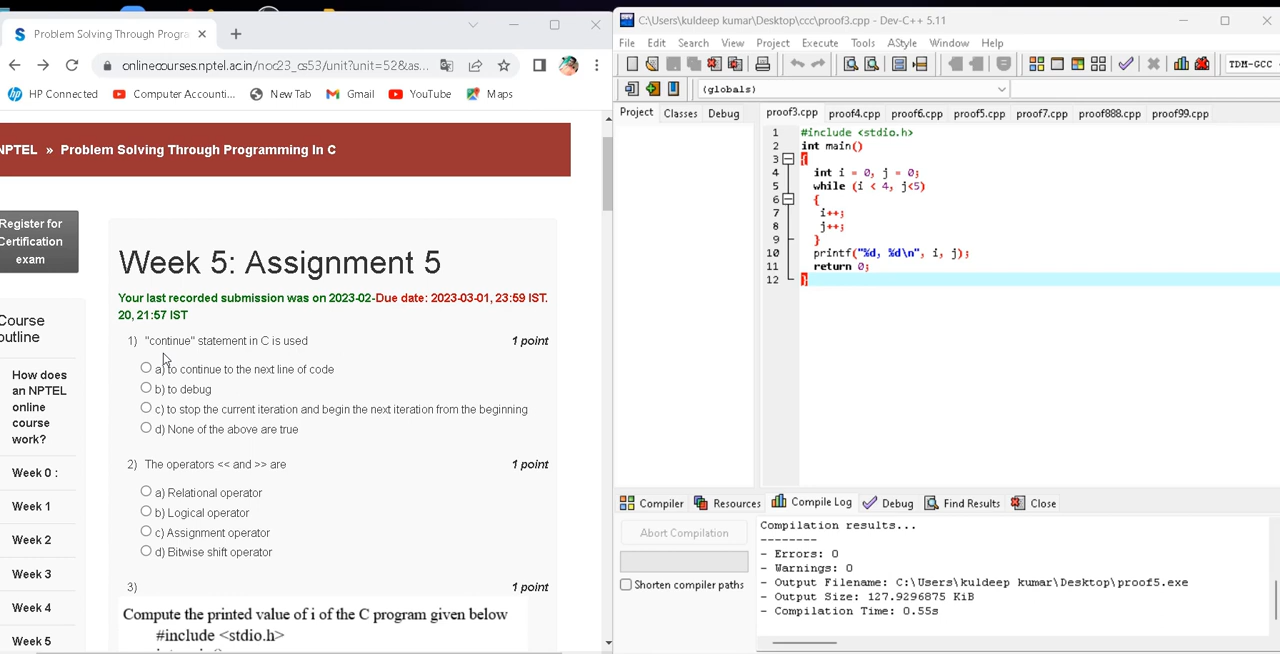 Problem Solving Through Progra
onlinecourses.nptel.ac.in/noc23_cs53/unit?unit=52&as...
HP Connected
Computer Accounti...
New Tab
Gmail
YouTube
Maps
NPTEL » Problem Solving Through Programming In C
Register for
Certification
exam
Course
outline
How does
an NPTEL
online
course
work?
Week 0 :
Week 1
Week 2
Week 3
Week 4
Week 5
Week 5: Assignment 5
Your last recorded submission was on 2023-02-Due date: 2023-03-01, 23:59 IST.
20, 21:57 IST
1) "continue" statement in C is used 1 point
a) to continue to the next line of code
b) to debug
c) to stop the current iteration and begin the next iteration from the beginning
d) None of the above are true
2) The operators << and >> are 1 point
a) Relational operator
b) Logical operator
c) Assignment operator
d) Bitwise shift operator
3) 1 point
Compute the printed value of i of the C program given below
#include <stdio.h>
C:\Users\kuldeep kumar\Desktop\ccc\proof3.cpp - Dev-C++ 5.11
File Edit Search View Project Execute Tools AStyle Window Help
TDM-GCC
(globals)
Project Classes Debug
proof3.cpp proof4.cpp proof6.cpp proof5.cpp proof7.cpp proof888.cpp proof99.cpp
1 #include <stdio.h>
2 int main()
3 {
4 int i = 0, j = 0;
5 while (i < 4, j<5)
6 {
7 i++;
8 j++;
9 }
10 printf("%d, %d\n", i, j);
11 return 0;
12 }
Compiler Resources Compile Log Debug Find Results Close
Abort Compilation
Shorten compiler paths
Compilation results...
--------
- Errors: 0
- Warnings: 0
- Output Filename: C:\Users\kuldeep kumar\Desktop\proof5.exe
- Output Size: 127.9296875 KiB
- Compilation Time: 0.55s